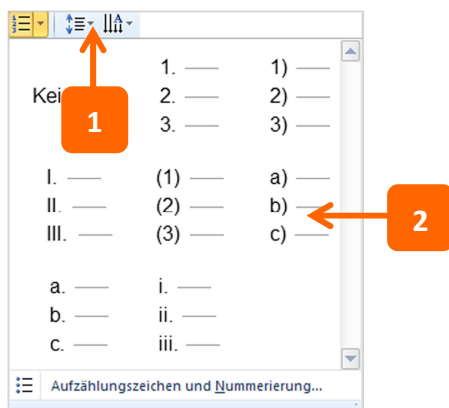 Kei
1.
2.
3.
1)
2)
3)
1
I.
II.
III.
(1)
(2)
(3)
a)
b)
c)
2
a.
b.
c.
i.
ii.
iii.
Aufzählungszeichen und Nummerierung...